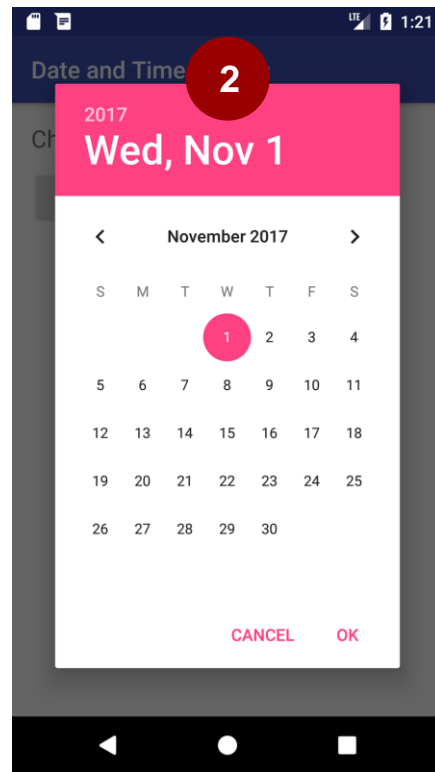 LTE 1:21
Date and Time
2
Ch
2017
Wed, Nov 1
November 2017
S M T W T F S
1 2 3 4
5 6 7 8 9 10 11
12 13 14 15 16 17 18
19 20 21 22 23 24 25
26 27 28 29 30
CANCEL OK